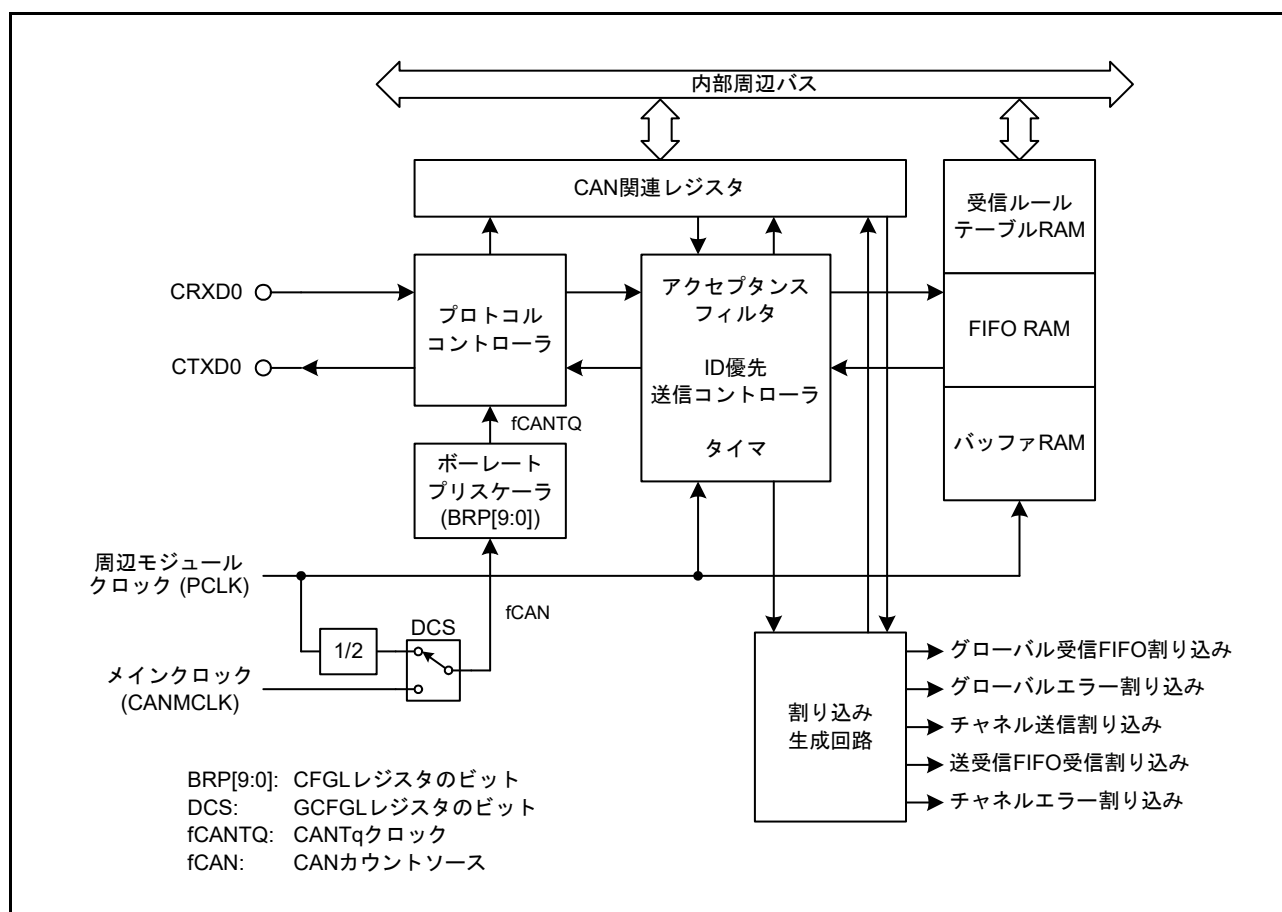 内部周辺バス
CAN関連レジスタ
受信ルール
テーブルRAM
FIFO RAM
バッファRAM
CRXD0
CTXD0
プロトコル
コントローラ
アクセプタンス
フィルタ
ID優先
送信コントローラ
タイマ
fCANTQ
ボーレート
プリスケーラ
(BRP[9:0])
周辺モジュール
クロック (PCLK)
fCAN
DCS
1/2
メインクロック
(CANMCLK)
割り込み
生成回路
グローバル受信FIFO割り込み
グローバルエラー割り込み
チャネル送信割り込み
送受信FIFO受信割り込み
チャネルエラー割り込み
BRP[9:0]: CFGLレジスタのビット
DCS: GCFGLレジスタのビット
fCANTQ: CANTqクロック
fCAN: CANカウントソース